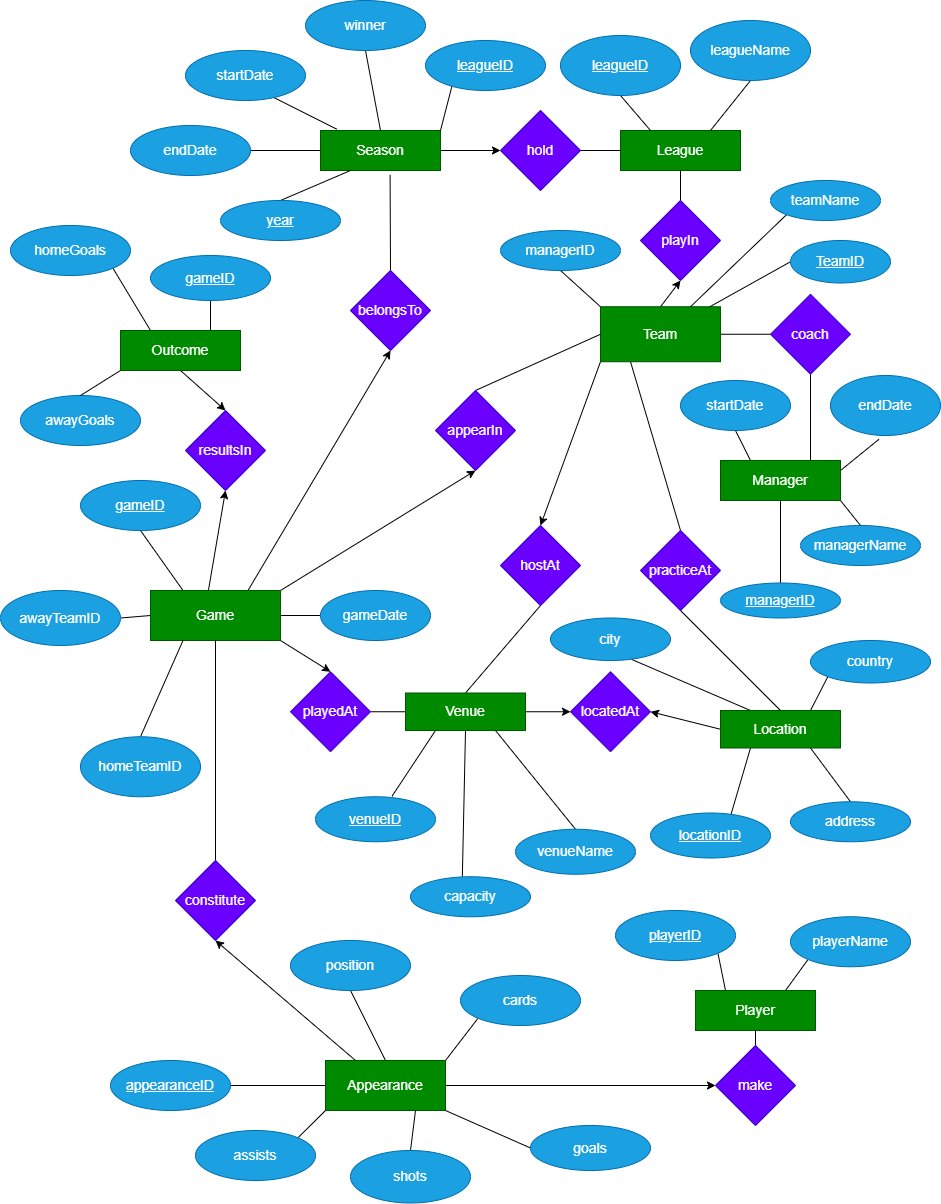 winner
leagueName
startDate
leagueID
leagueID
endDate
Season
hold
League
teamName
year
homeGoals
managerID
playIn
TeamID
gameID
belongsTo
Team
coach
Outcome
startDate
endDate
awayGoals
appearIn
resultsIn
Manager
gameID
managerName
hostAt
practiceAt
managerID
awayTeamID
Game
gameDate
city
country
playedAt
Venue
locatedAt
Location
homeTeamID
venueID
address
locationID
venueName
capacity
constitute
playerID
playerName
position
cards
Player
appearanceID
Appearance
make
assists
goals
shots